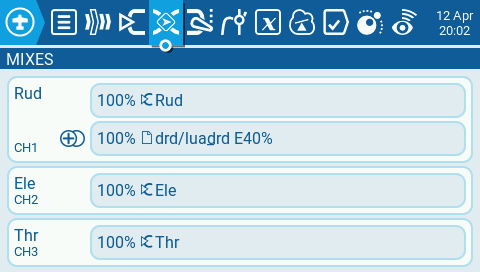 12 Apr
20:02
MIXES
Rud
100% Rud
CH1
100% drd/luadrd E40%
Ele
CH2
100% Ele
Thr
CH3
100% Thr